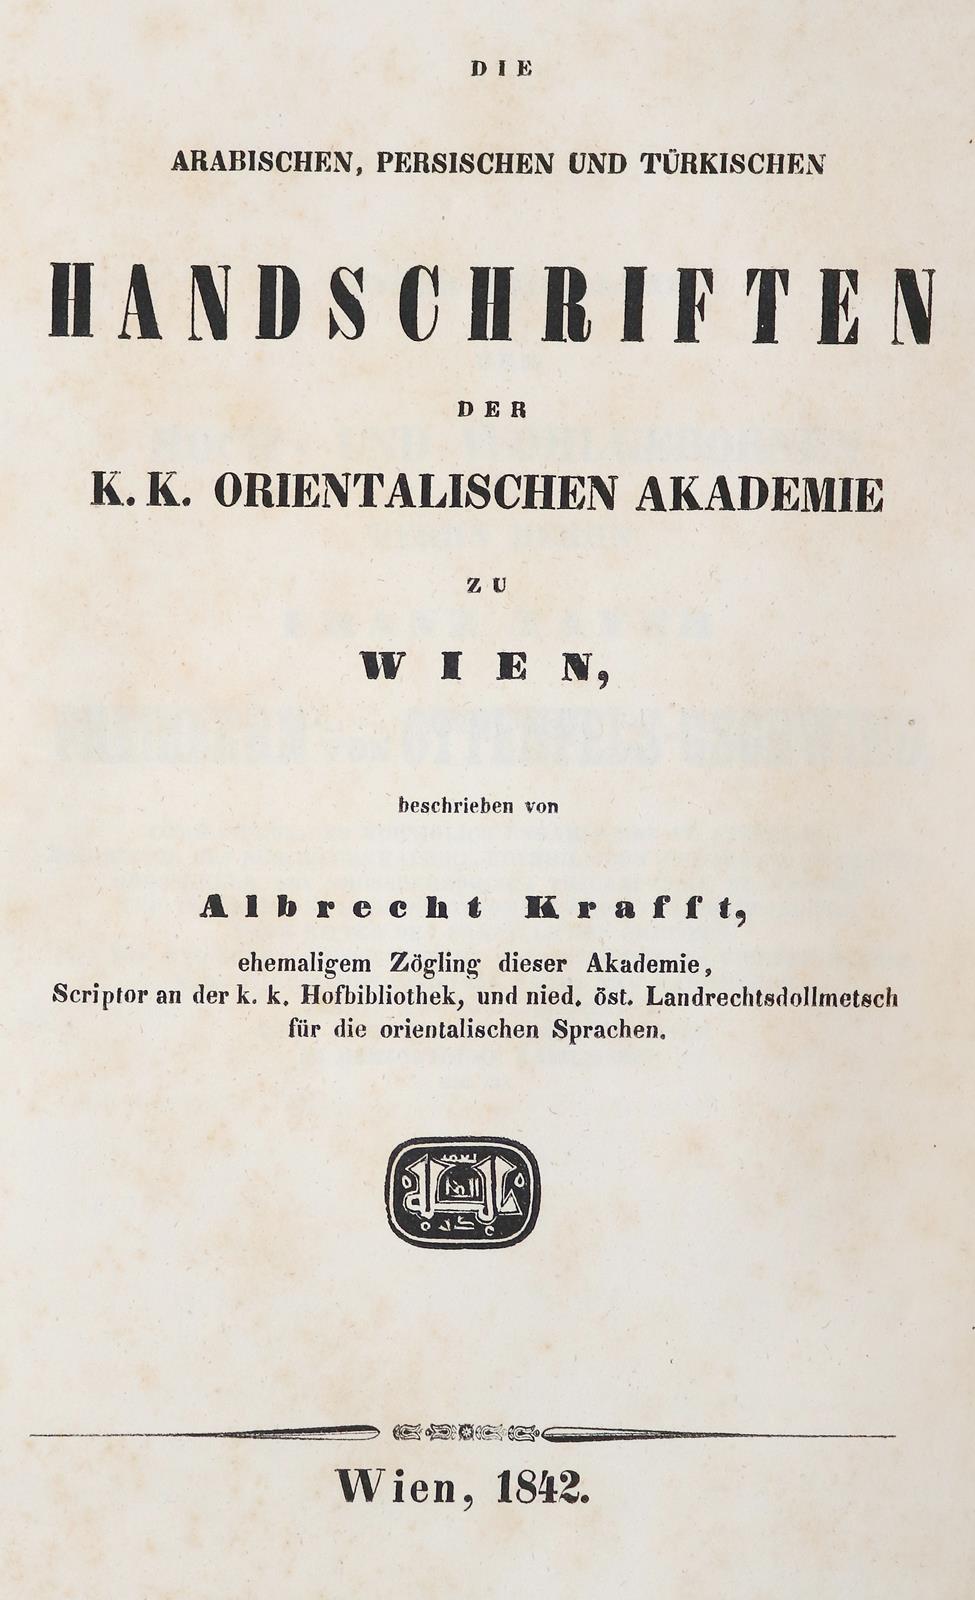 DIE
ARABISCHEN, PERSISCHEN UND TÜRKISCHEN
HANDSCHRIFTEN
DER
K. K. ORIENTALISCHEN AKADEMIE
ZU
WIEN,
beschrieben von
Albrecht Krafft,
ehemaligem Zögling dieser Akademie,
Scriptor an der k. k. Hofbibliothek, und nied. öst. Landrechtsdollmetsch
für die orientalischen Sprachen.
Wien, 1842.